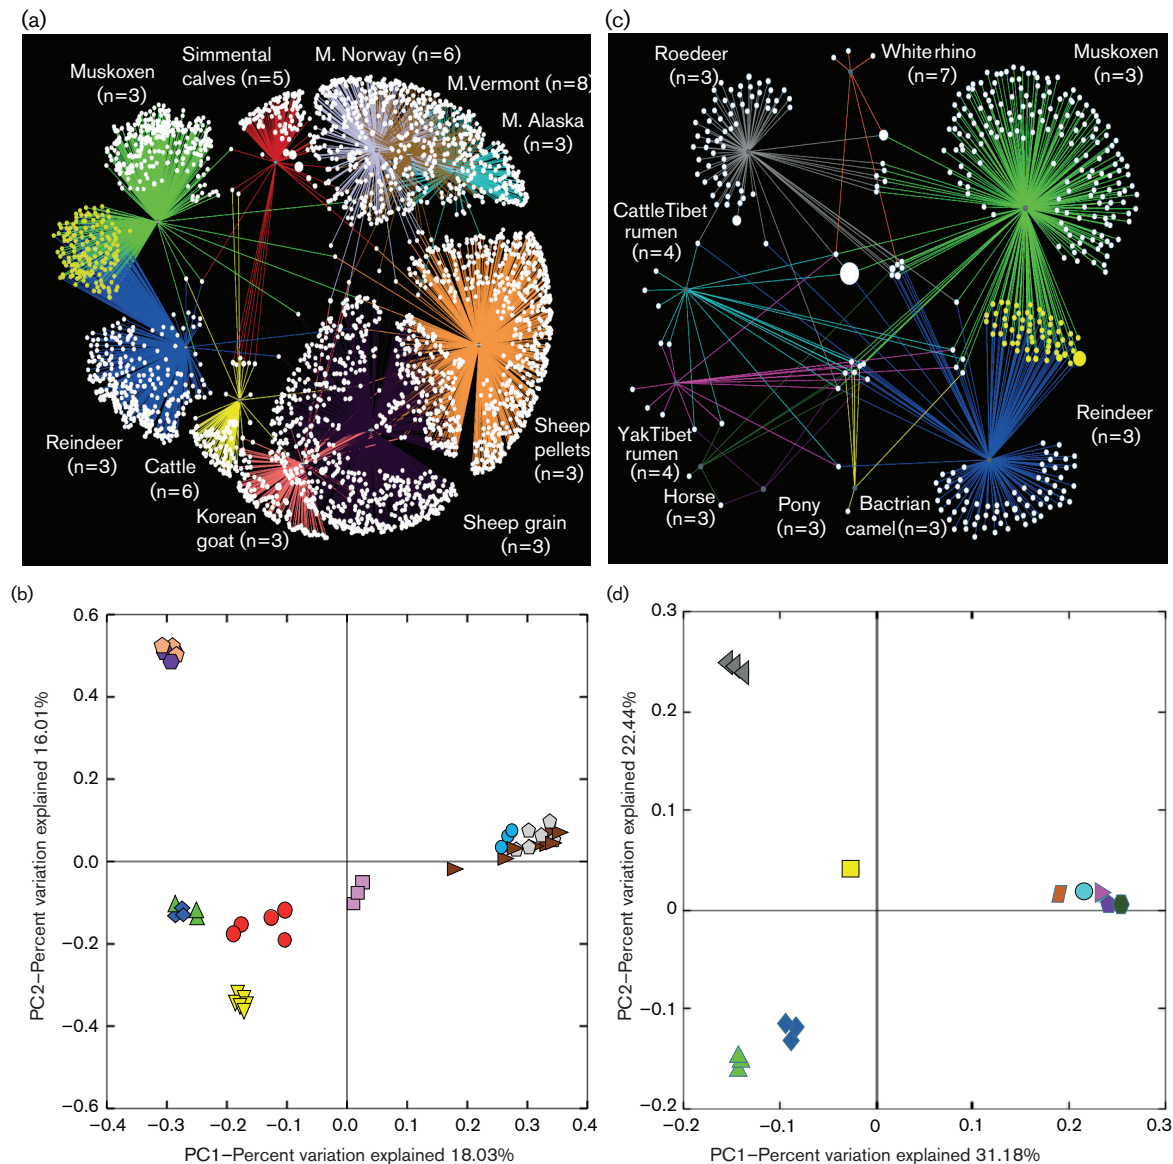 (a)
Muskoxen
(n=3)
Simmental
calves (n=5)
M. Norway (n=6)
M.Vermont (n=8)
M. Alaska
(n=3)
Reindeer
(n=3)
Cattle
(n=6)
Korean
goat (n=3)
Sheep
pellets
(n=3)
Sheep grain
(n=3)
(c)
Roedeer
(n=3)
White rhino
(n=7)
Muskoxen
(n=3)
CattleTibet
rumen
(n=4)
YakTibet
rumen
(n=4)
Horse
(n=3)
Pony
(n=3)
Bactrian
camel(n=3)
Reindeer
(n=3)
(b)
0.6
0.4
0.2
0.0
−0.2
−0.4
−0.6
PC2–Percent variation explained 16.01%
−0.4 −0.3 −0.2 −0.1 0.0 0.1 0.2 0.3 0.4
PC1–Percent variation explained 18.03%
(d)
0.3
0.2
0.1
0
−0.1
−0.2
PC2–Percent variation explained 22.44%
−0.2 −0.1 0 0.1 0.2 0.3
PC1–Percent variation explained 31.18%